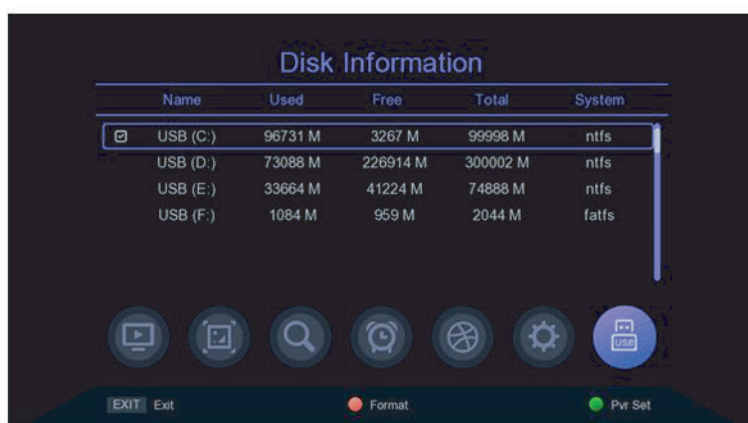 Disk Information
Name Used Free Total System
USB (C:) 96731 M 3267 M 99998 M ntfs
USB (D:) 73088 M 226914 M 300002 M ntfs
USB (E:) 33664 M 41224 M 74888 M ntfs
USB (F:) 1084 M 959 M 2044 M fatfs
USB
EXIT Exit Format Pvr Set